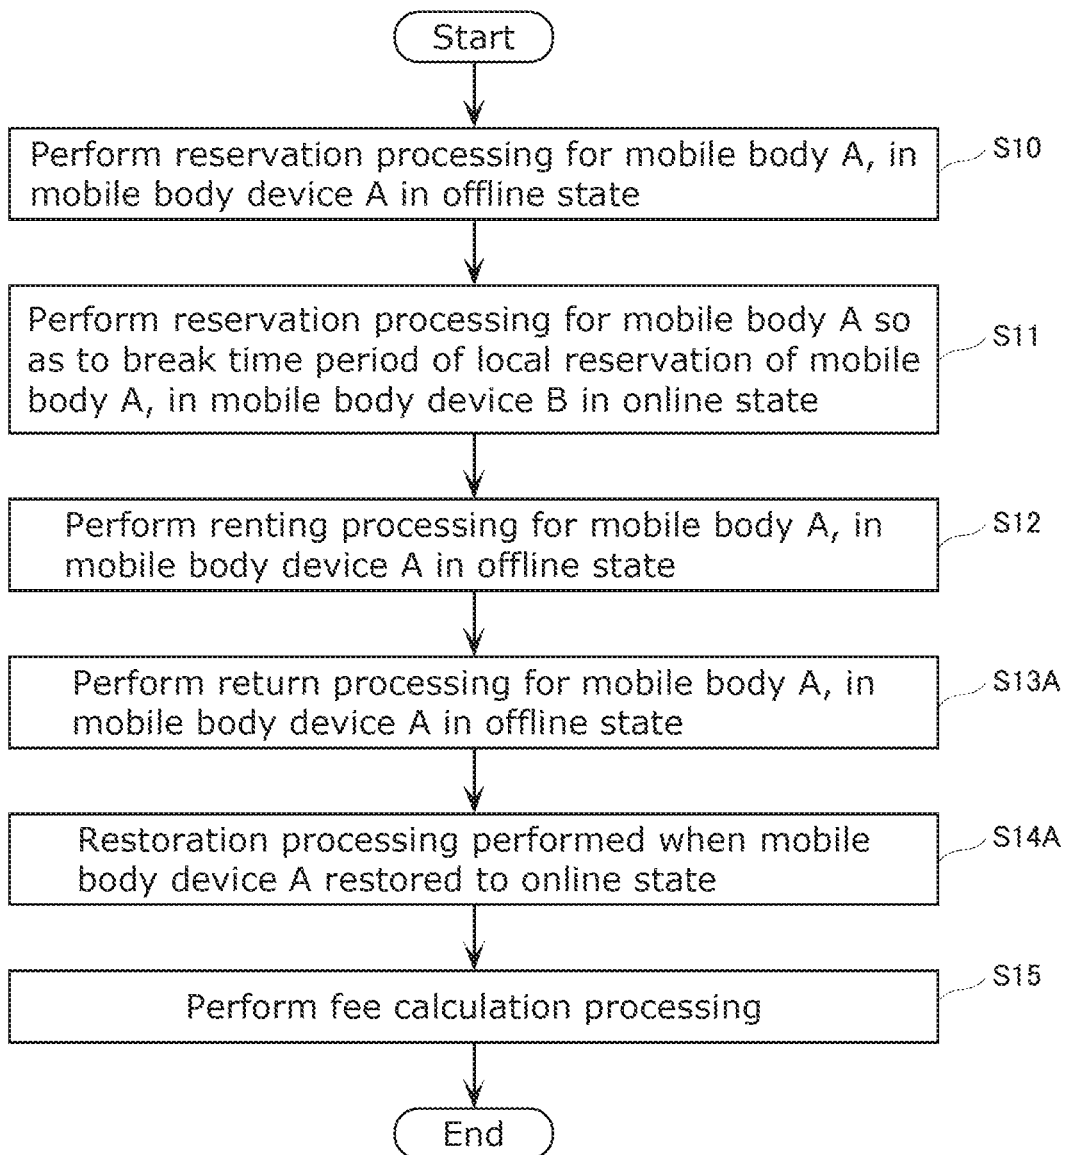 Start
Perform reservation processing for mobile body A, in
mobile body device A in offline state
S10
Perform reservation processing for mobile body A so
as to break time period of local reservation of mobile
body A, in mobile body device B in online state
S11
Perform renting processing for mobile body A, in
mobile body device A in offline state
S12
Perform return processing for mobile body A, in
mobile body device A in offline state
S13A
Restoration processing performed when mobile
body device A restored to online state
S14A
Perform fee calculation processing
S15
End